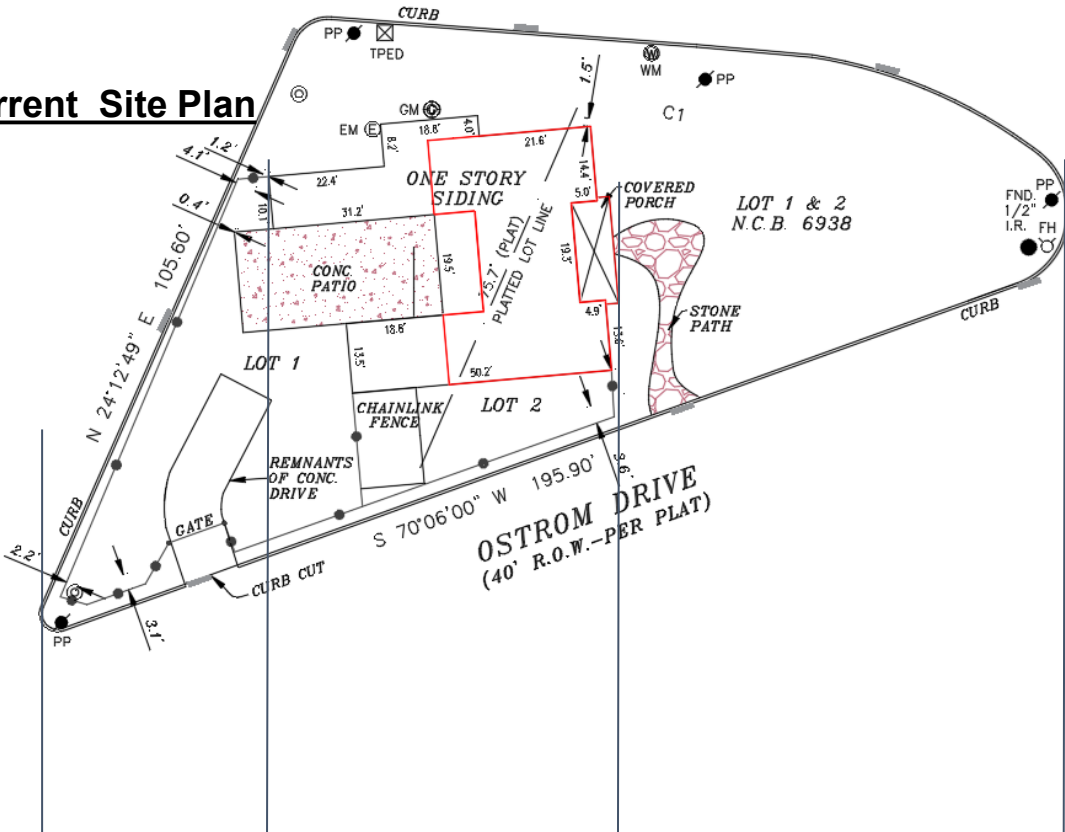 CURB
PP
TPED
WM
PP
1.5'
C1
rrent Site Plan
GM
EM E
18.8'
4.0'
8.2'
21.6'
1.2'
4.1'
22.4'
ONE STORY
SIDING
14.4'
5.0'
COVERED
PORCH
PP
FND.
1/2"
I.R.
FH
LOT 1 & 2
N.C.B. 6938
0.4'
10.1
31.2'
75.7' (PLAT)
PLATTED LOT LINE
19.5'
19.3'
CONC.
PATIO
N 24°12'49" E 105.60'
18.6'
4.9'
STONE
PATH
CURB
13.5'
LOT 1
50.2'
CHAINLINK
FENCE
LOT 2
REMNANTS
OF CONC.
DRIVE
3.6'
CURB
GATE
S 70°06'00" W 195.90'
OSTROM DRIVE
(40' R.O.W.-PER PLAT)
2.2'
CURB CUT
3.1'
PP